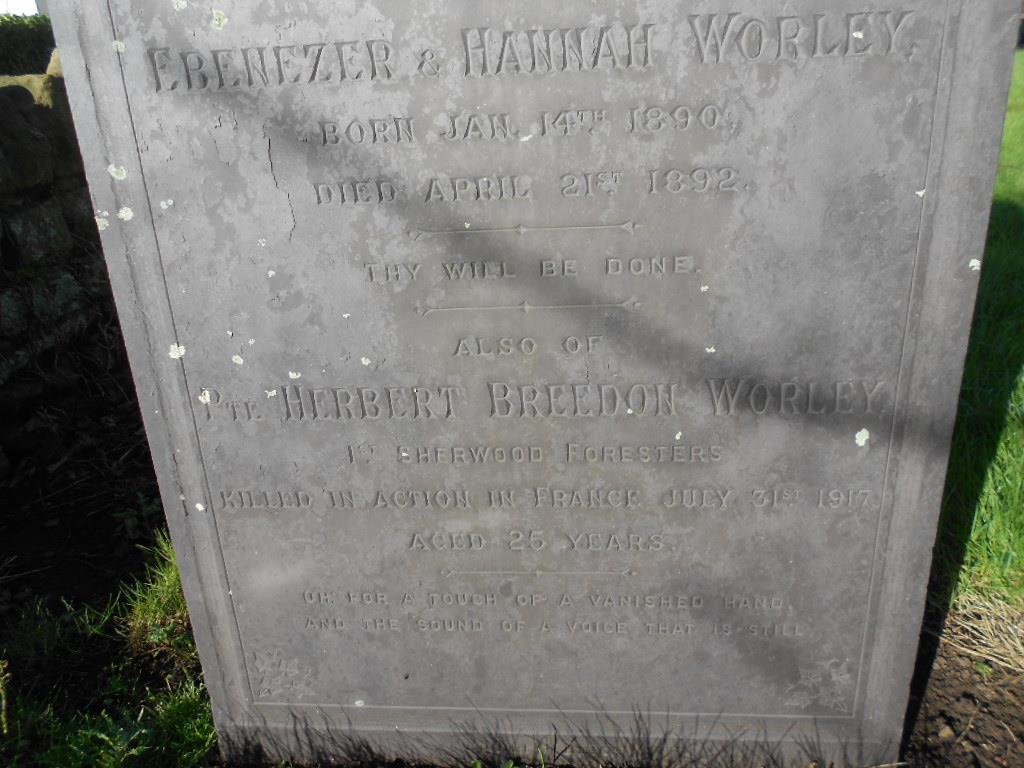 EBENEZER & HANNAH WORLEY,
BORN JAN. 14TH 1890,
DIED APRIL 21ST 1892.
THY WILL BE DONE.
ALSO OF
PTE HERBERT BREEDON WORLEY
1ST SHERWOOD FORESTERS
KILLED IN ACTION IN FRANCE JULY 31ST 1917,
AGED 25 YEARS.
OH FOR A TOUCH OF A VANISHED HAND,
AND THE SOUND OF A VOICE THAT IS STILL